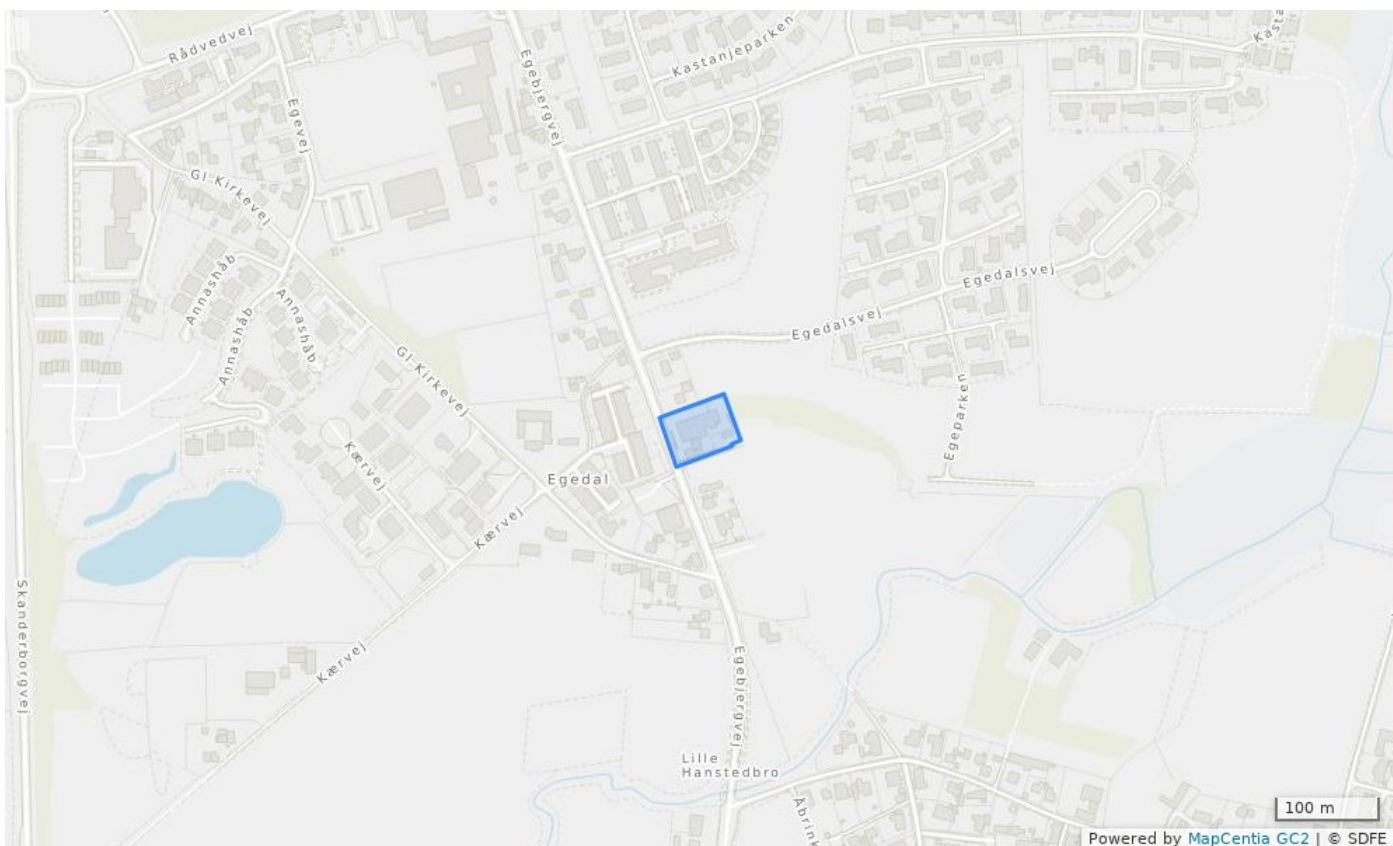 Rådvedvej
Egevej
Egebjergvej
Kastanjeparken
Gl-Kirkevej
Annashåb
Annashåb
Annashåb
Egedalsvej
Egedalsvej
Gl-Kirkevej
Egeparken
Kærvej
Egedal
Kærvej
Skanderborgvej
Kærvej
Egebjergvej
Lille
Hanstedbro
Åbrink
100 m
Powered by MapCentia GC2 | © SDFE